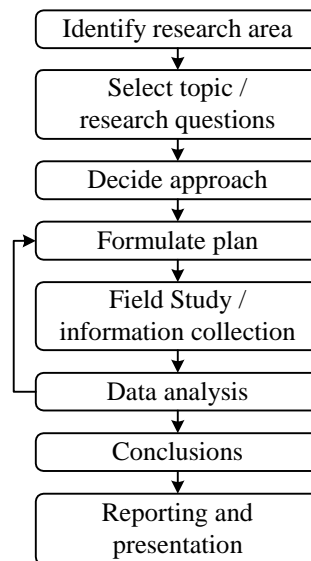 Identify research area
Select topic /
research questions
Decide approach
Formulate plan
Field Study /
information collection
Data analysis
Conclusions
Reporting and
presentation